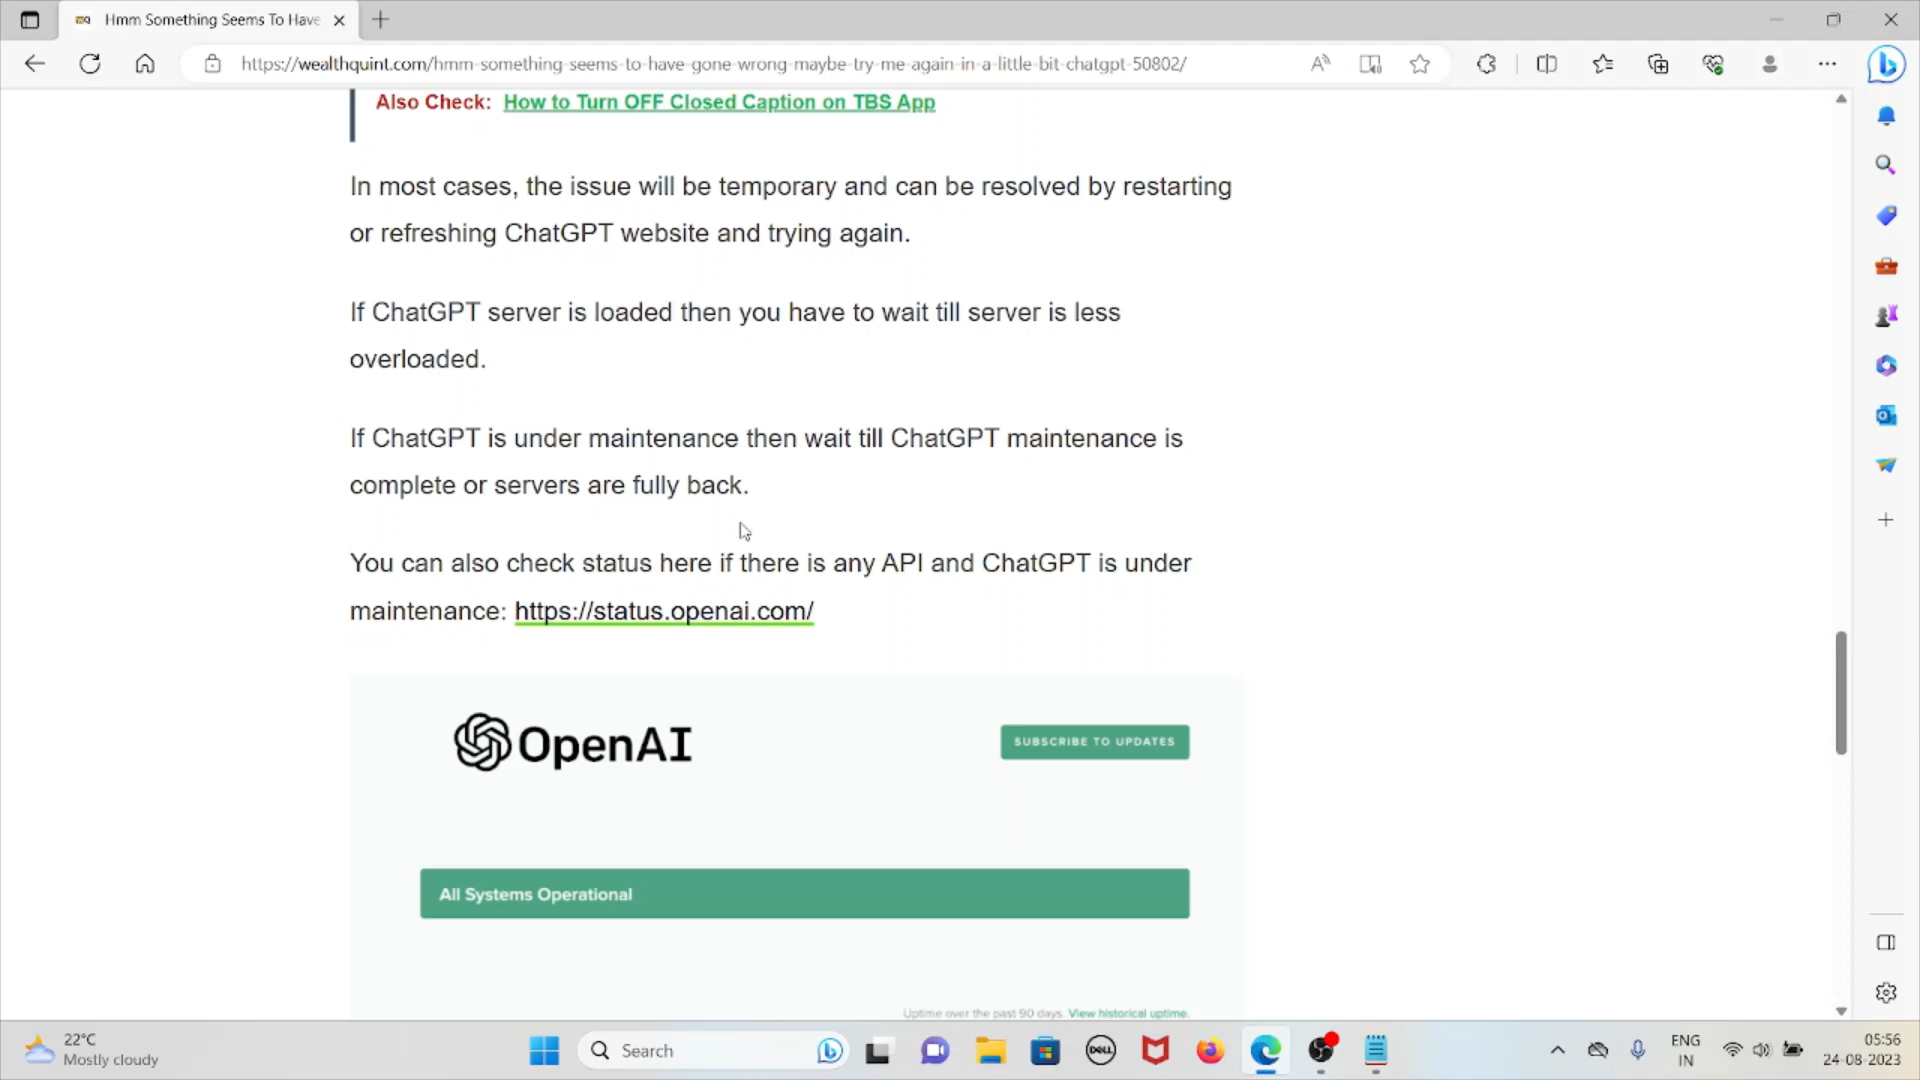 Hmm Something Seems To Have
https://wealthquint.com/hmm-something-seems-to-have-gone-wrong-maybe-try-me-again-in-a-little-bit-chatgpt-50802/
Also Check: How to Turn OFF Closed Caption on TBS App
In most cases, the issue will be temporary and can be resolved by restarting
or refreshing ChatGPT website and trying again.
If ChatGPT server is loaded then you have to wait till server is less
overloaded.
If ChatGPT is under maintenance then wait till ChatGPT maintenance is
complete or servers are fully back.
You can also check status here if there is any API and ChatGPT is under
maintenance: https://status.openai.com/
OpenAI
SUBSCRIBE TO UPDATES
All Systems Operational
Uptime over the past 90 days. View historical uptime.
22°C
Mostly cloudy
Search
DELL
ENG
IN
05:56
24-08-2023